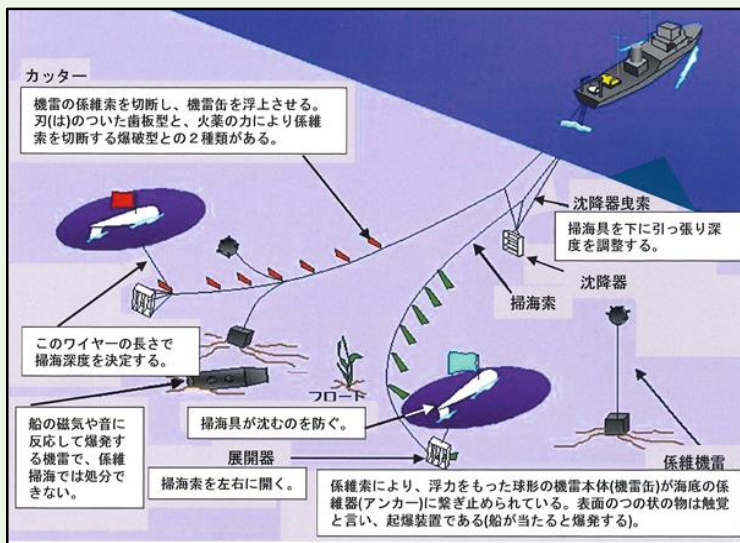 カッター
機雷の係維索を切断し、機雷缶を浮上させる。
刃(は)のついた歯板型と、火薬の力により係維
索を切断する爆破型との2種類がある。
沈降器曳索
掃海具を下に引っ張り深
度を調整する。
沈降器
掃海索
このワイヤーの長さで
掃海深度を決定する。
フロート
船の磁気や音に
反応して爆発す
る機雷で、係維
掃海では処分で
きない。
掃海具が沈むのを防ぐ。
展開器
掃海索を左右に開く。
係維機雷
係維索により、浮力をもった球形の機雷本体(機雷缶)が海底の係
維器(アンカー)に繋ぎ止められている。表面のつの状の物は触覚
と言い、起爆装置である(船が当たると爆発する)。